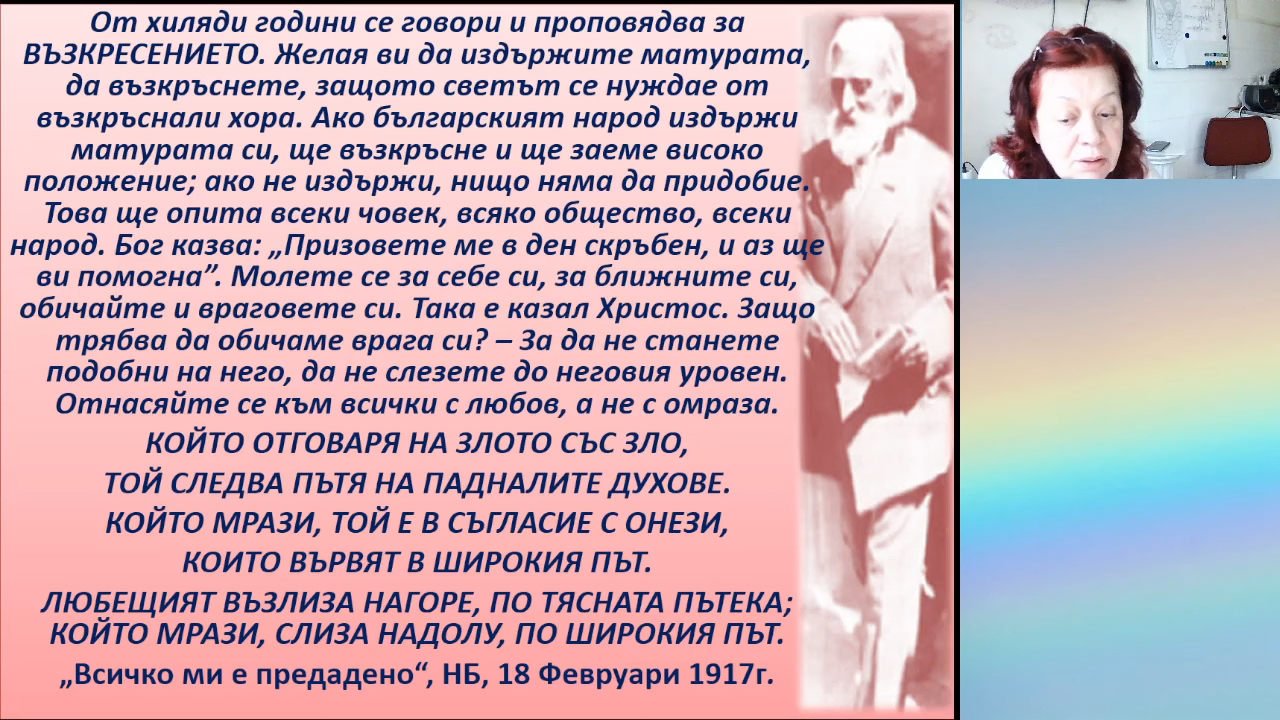 От хиляди години се говори и проповядва за
ВЪЗКРЕСЕНИЕТО. Желая ви да издържите матурата,
да възкръснете, защото светът се нуждае от
възкръснали хора. Ако българският народ издържи
матурата си, ще възкръсне и ще заеме високо
положение; ако не издържи, нищо няма да придобие.
Това ще опита всеки човек, всяко общество, всеки
народ. Бог казва: „Призовете ме в ден скръбен, и аз ще
ви помогна”. Молете се за себе си, за ближните си,
обичайте и враговете си. Така е казал Христос. Защо
трябва да обичаме врага си? – За да не станете
подобни на него, да не слезете до неговия уровен.
Отнасяйте се към всички с любов, а не с омраза.
КОЙТО ОТГОВАРЯ НА ЗЛОТО СЪС ЗЛО,
ТОЙ СЛЕДВА ПЪТЯ НА ПАДНАЛИТЕ ДУХОВЕ.
КОЙТО МРАЗИ, ТОЙ Е В СЪГЛАСИЕ С ОНЕЗИ,
КОИТО ВЪРВЯТ В ШИРОКИЯ ПЪТ.
ЛЮБЕЩИЯТ ВЪЗЛИЗА НАГОРЕ, ПО ТЯСНАТА ПЪТЕКА;
КОЙТО МРАЗИ, СЛИЗА НАДОЛУ, ПО ШИРОКИЯ ПЪТ.
„Всичко ми е предадено“, НБ, 18 Февруари 1917г.